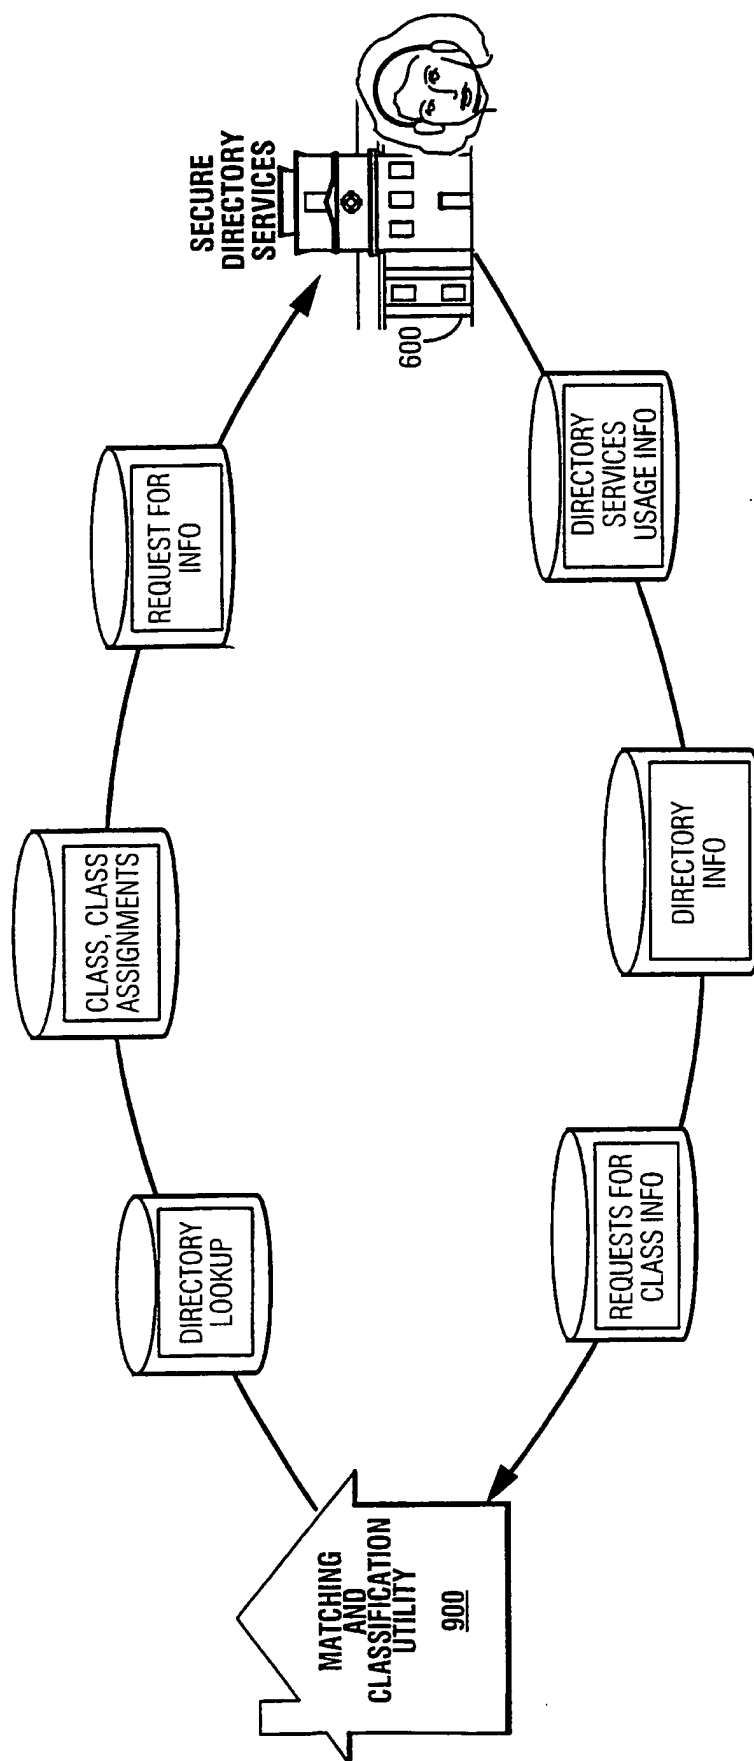 SECURE
DIRECTORY
SERVICES
600
REQUEST FOR
INFO
CLASS, CLASS
ASSIGNMENTS
DIRECTORY
LOOKUP
MATCHING
AND
CLASSIFICATION
UTILITY
900
REQUESTS FOR
CLASS INFO
DIRECTORY
INFO
DIRECTORY
SERVICES
USAGE INFO